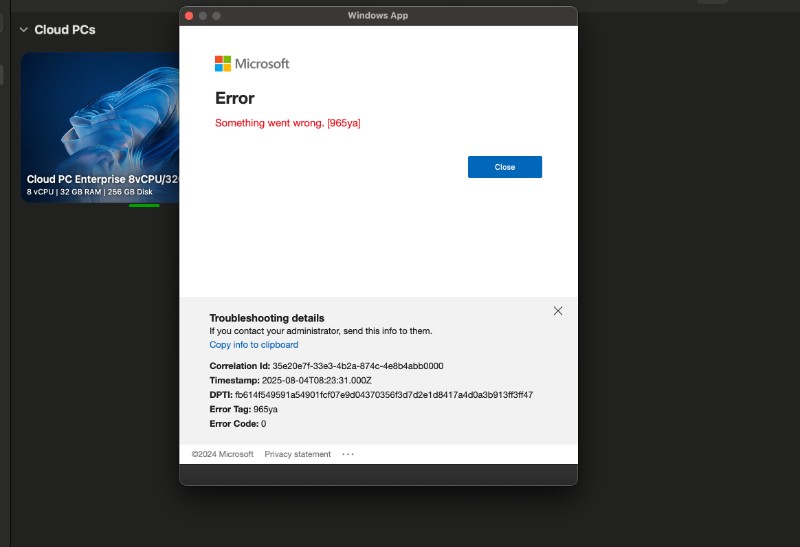 Windows App
Cloud PCs
Microsoft
Error
Something went wrong. [965ya]
Close
Cloud PC Enterprise 8vCPU/32
8 vCPU | 32 GB RAM | 256 GB Disk
Troubleshooting details
If you contact your administrator, send this info to them.
Copy info to clipboard
Correlation Id: 35e20e7f-33e3-4b2a-874c-4e8b4abb0000
Timestamp: 2025-08-04T08:23:31.000Z
DPTI: fb614f549591a54901fcf07e9d04370356f3d7d2e1d8417a4d0a3b913ff3ff47
Error Tag: 965ya
Error Code: 0
©2024 Microsoft Privacy statement ···